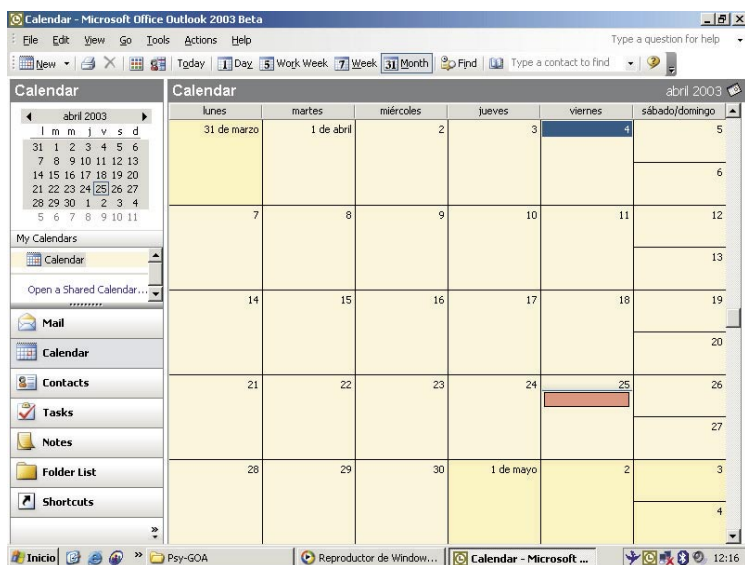 Calendar - Microsoft Office Outlook 2003 Beta
File Edit View Go Tools Actions Help
Type a question for help
New Today 1 Day 5 Work Week 7 Week 31 Month Find Type a contact to find
Calendar
abril 2003
l m m j v s d
31 1 2 3 4 5 6
7 8 9 10 11 12 13
14 15 16 17 18 19 20
21 22 23 24 25 26 27
28 29 30 1 2 3 4
5 6 7 8 9 10 11
My Calendars
Calendar
Open a Shared Calendar...
Mail
Calendar
Contacts
Tasks
Notes
Folder List
Shortcuts
Calendar abril 2003
lunes martes miércoles jueves viernes sábado/domingo
31 de marzo 1 de abril 2 3 4 5
6
7 8 9 10 11 12
13
14 15 16 17 18 19
20
21 22 23 24 25 26
27
28 29 30 1 de mayo 2 3
4
Inicio Psy-GOA Reproductor de Window... Calendar - Microsoft ... 12:16